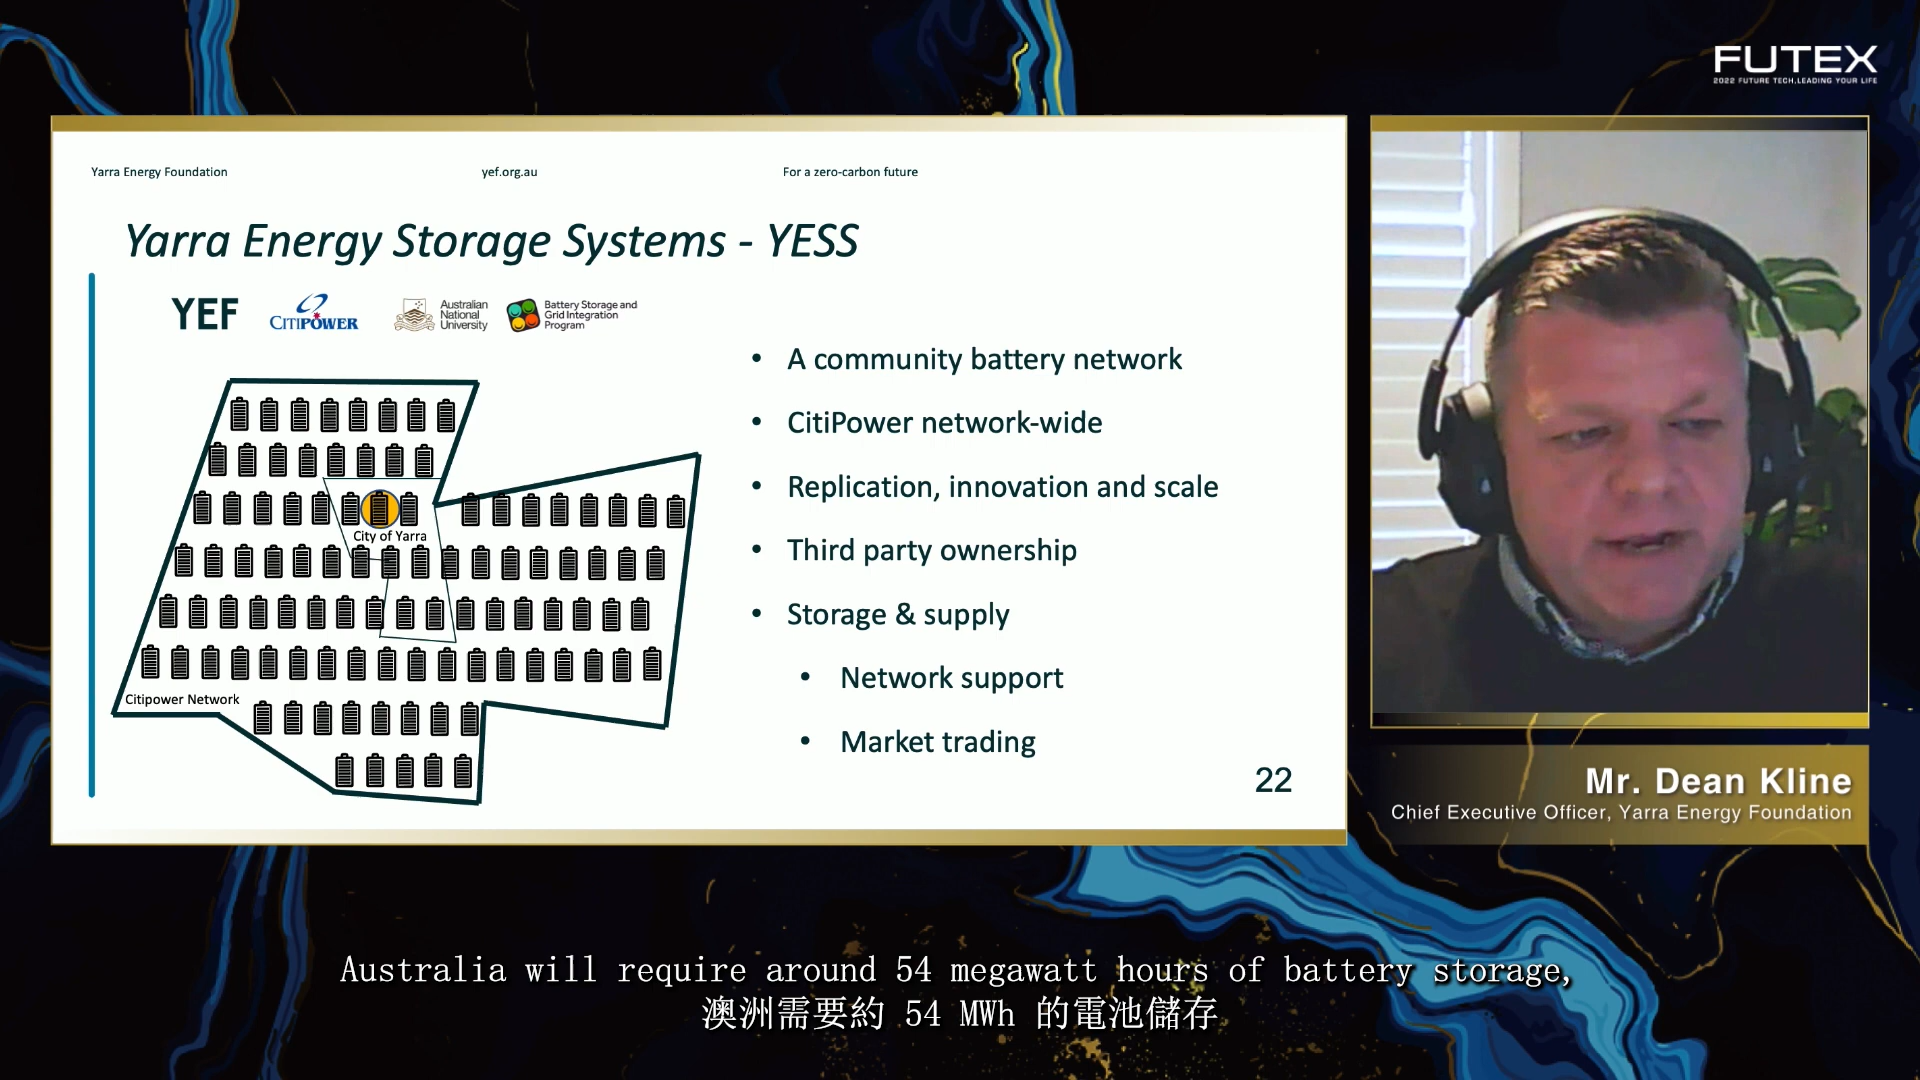 FUTEX
2022 FUTURE TECH,LEADING YOUR LIFE
Yarra Energy Foundation
yef.org.au
For a zero-carbon future
Yarra Energy Storage Systems - YESS
YEF
CITIPOWER
Australian
National
University
Battery Storage and
Grid Integration
Program
City of Yarra
Citipower Network
• A community battery network
• CitiPower network-wide
• Replication, innovation and scale
• Third party ownership
• Storage & supply
• Network support
• Market trading
22
Mr. Dean Kline
Chief Executive Officer, Yarra Energy Foundation
Australia will require around 54 megawatt hours of battery storage,
澳洲需要約 54 MWh 的電池儲存